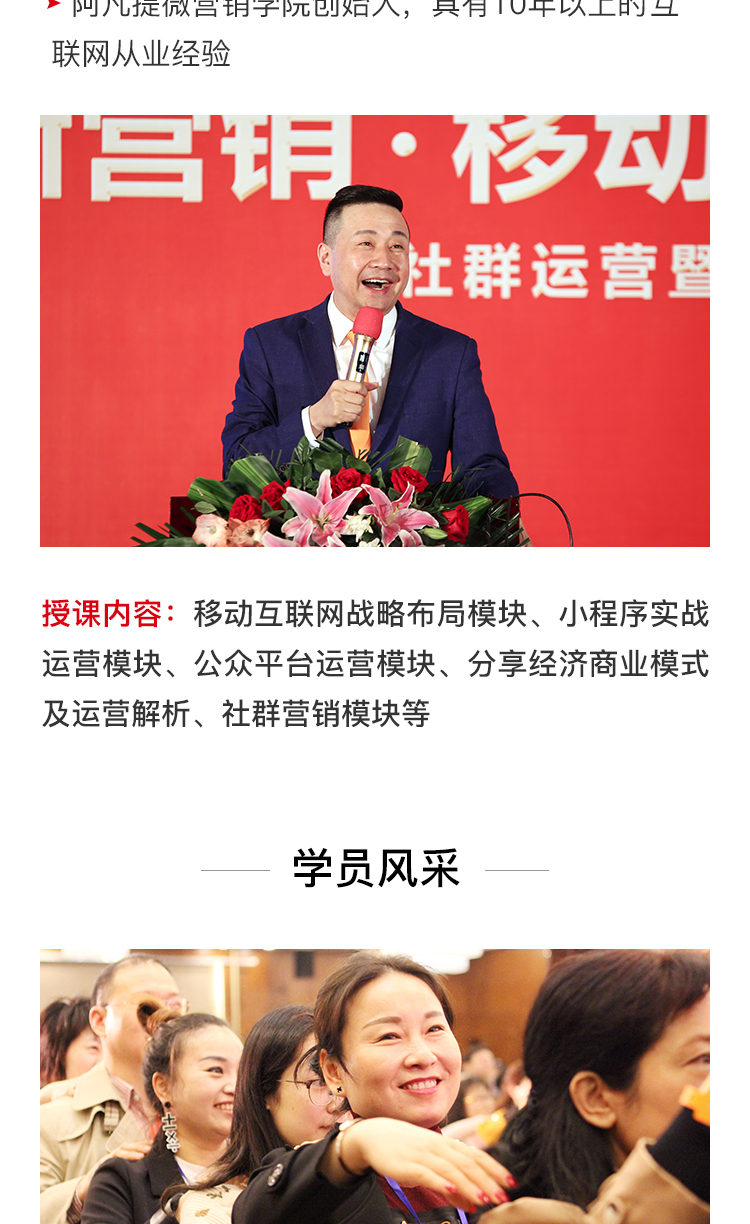 阿凡提微营销学院创始人，具有10年以上的互
联网从业经验
营销·移动
社群运营暨
授课内容：移动互联网战略布局模块、小程序实战
运营模块、公众平台运营模块、分享经济商业模式
及运营解析、社群营销模块等
学员风采